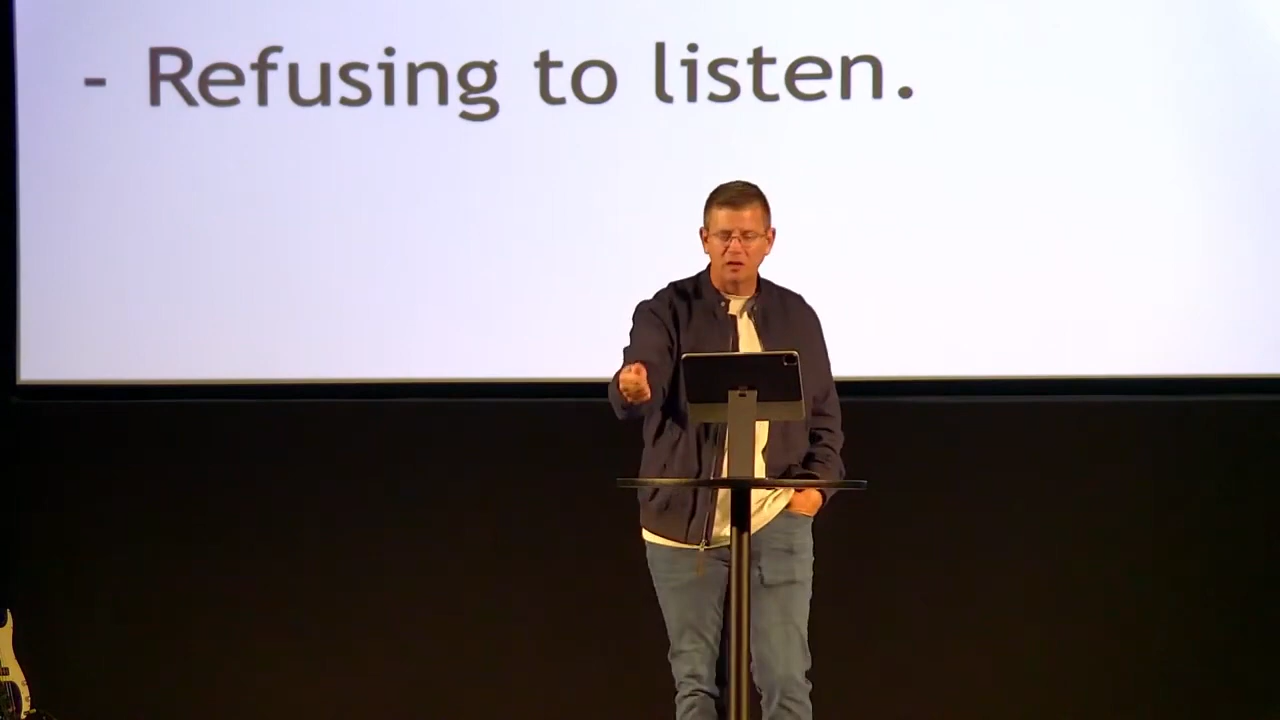 - Refusing to listen.